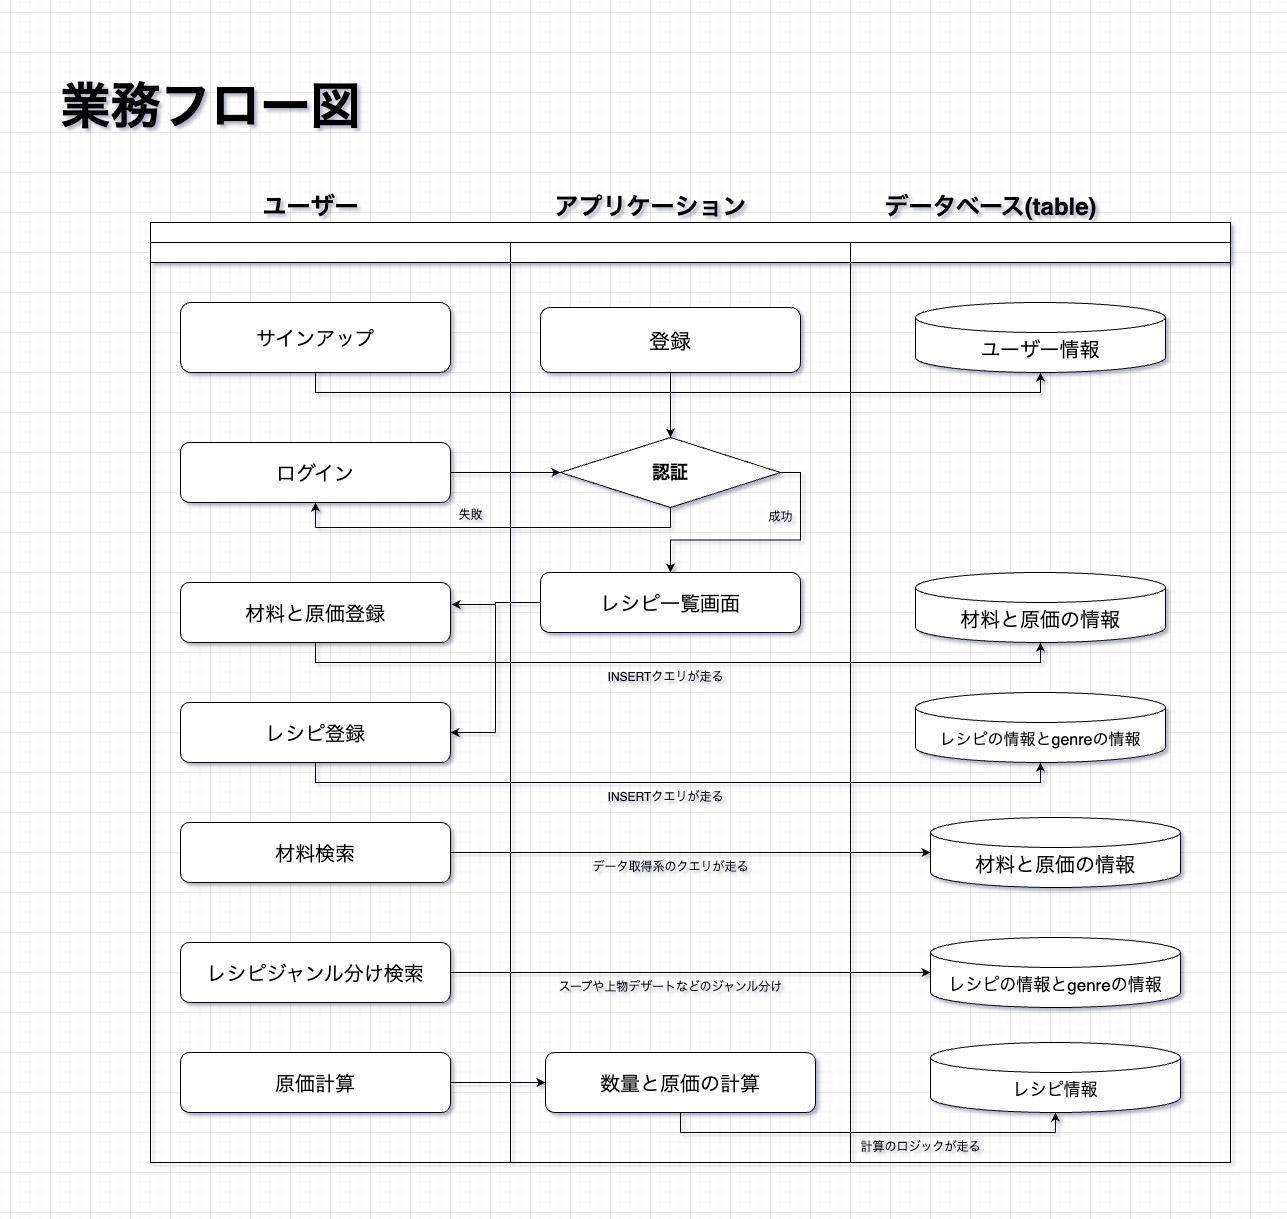 業務フロー図
ユーザー
アプリケーション
データベース(table)
サインアップ
登録
ユーザー情報
ログイン
認証
失敗
成功
材料と原価登録
レシピ一覧画面
材料と原価の情報
INSERTクエリが走る
レシピ登録
レシピの情報とgenreの情報
INSERTクエリが走る
材料検索
データ取得系のクエリが走る
材料と原価の情報
レシピジャンル分け検索
スープや上物デザートなどのジャンル分け
レシピの情報とgenreの情報
原価計算
数量と原価の計算
レシピ情報
計算のロジックが走る